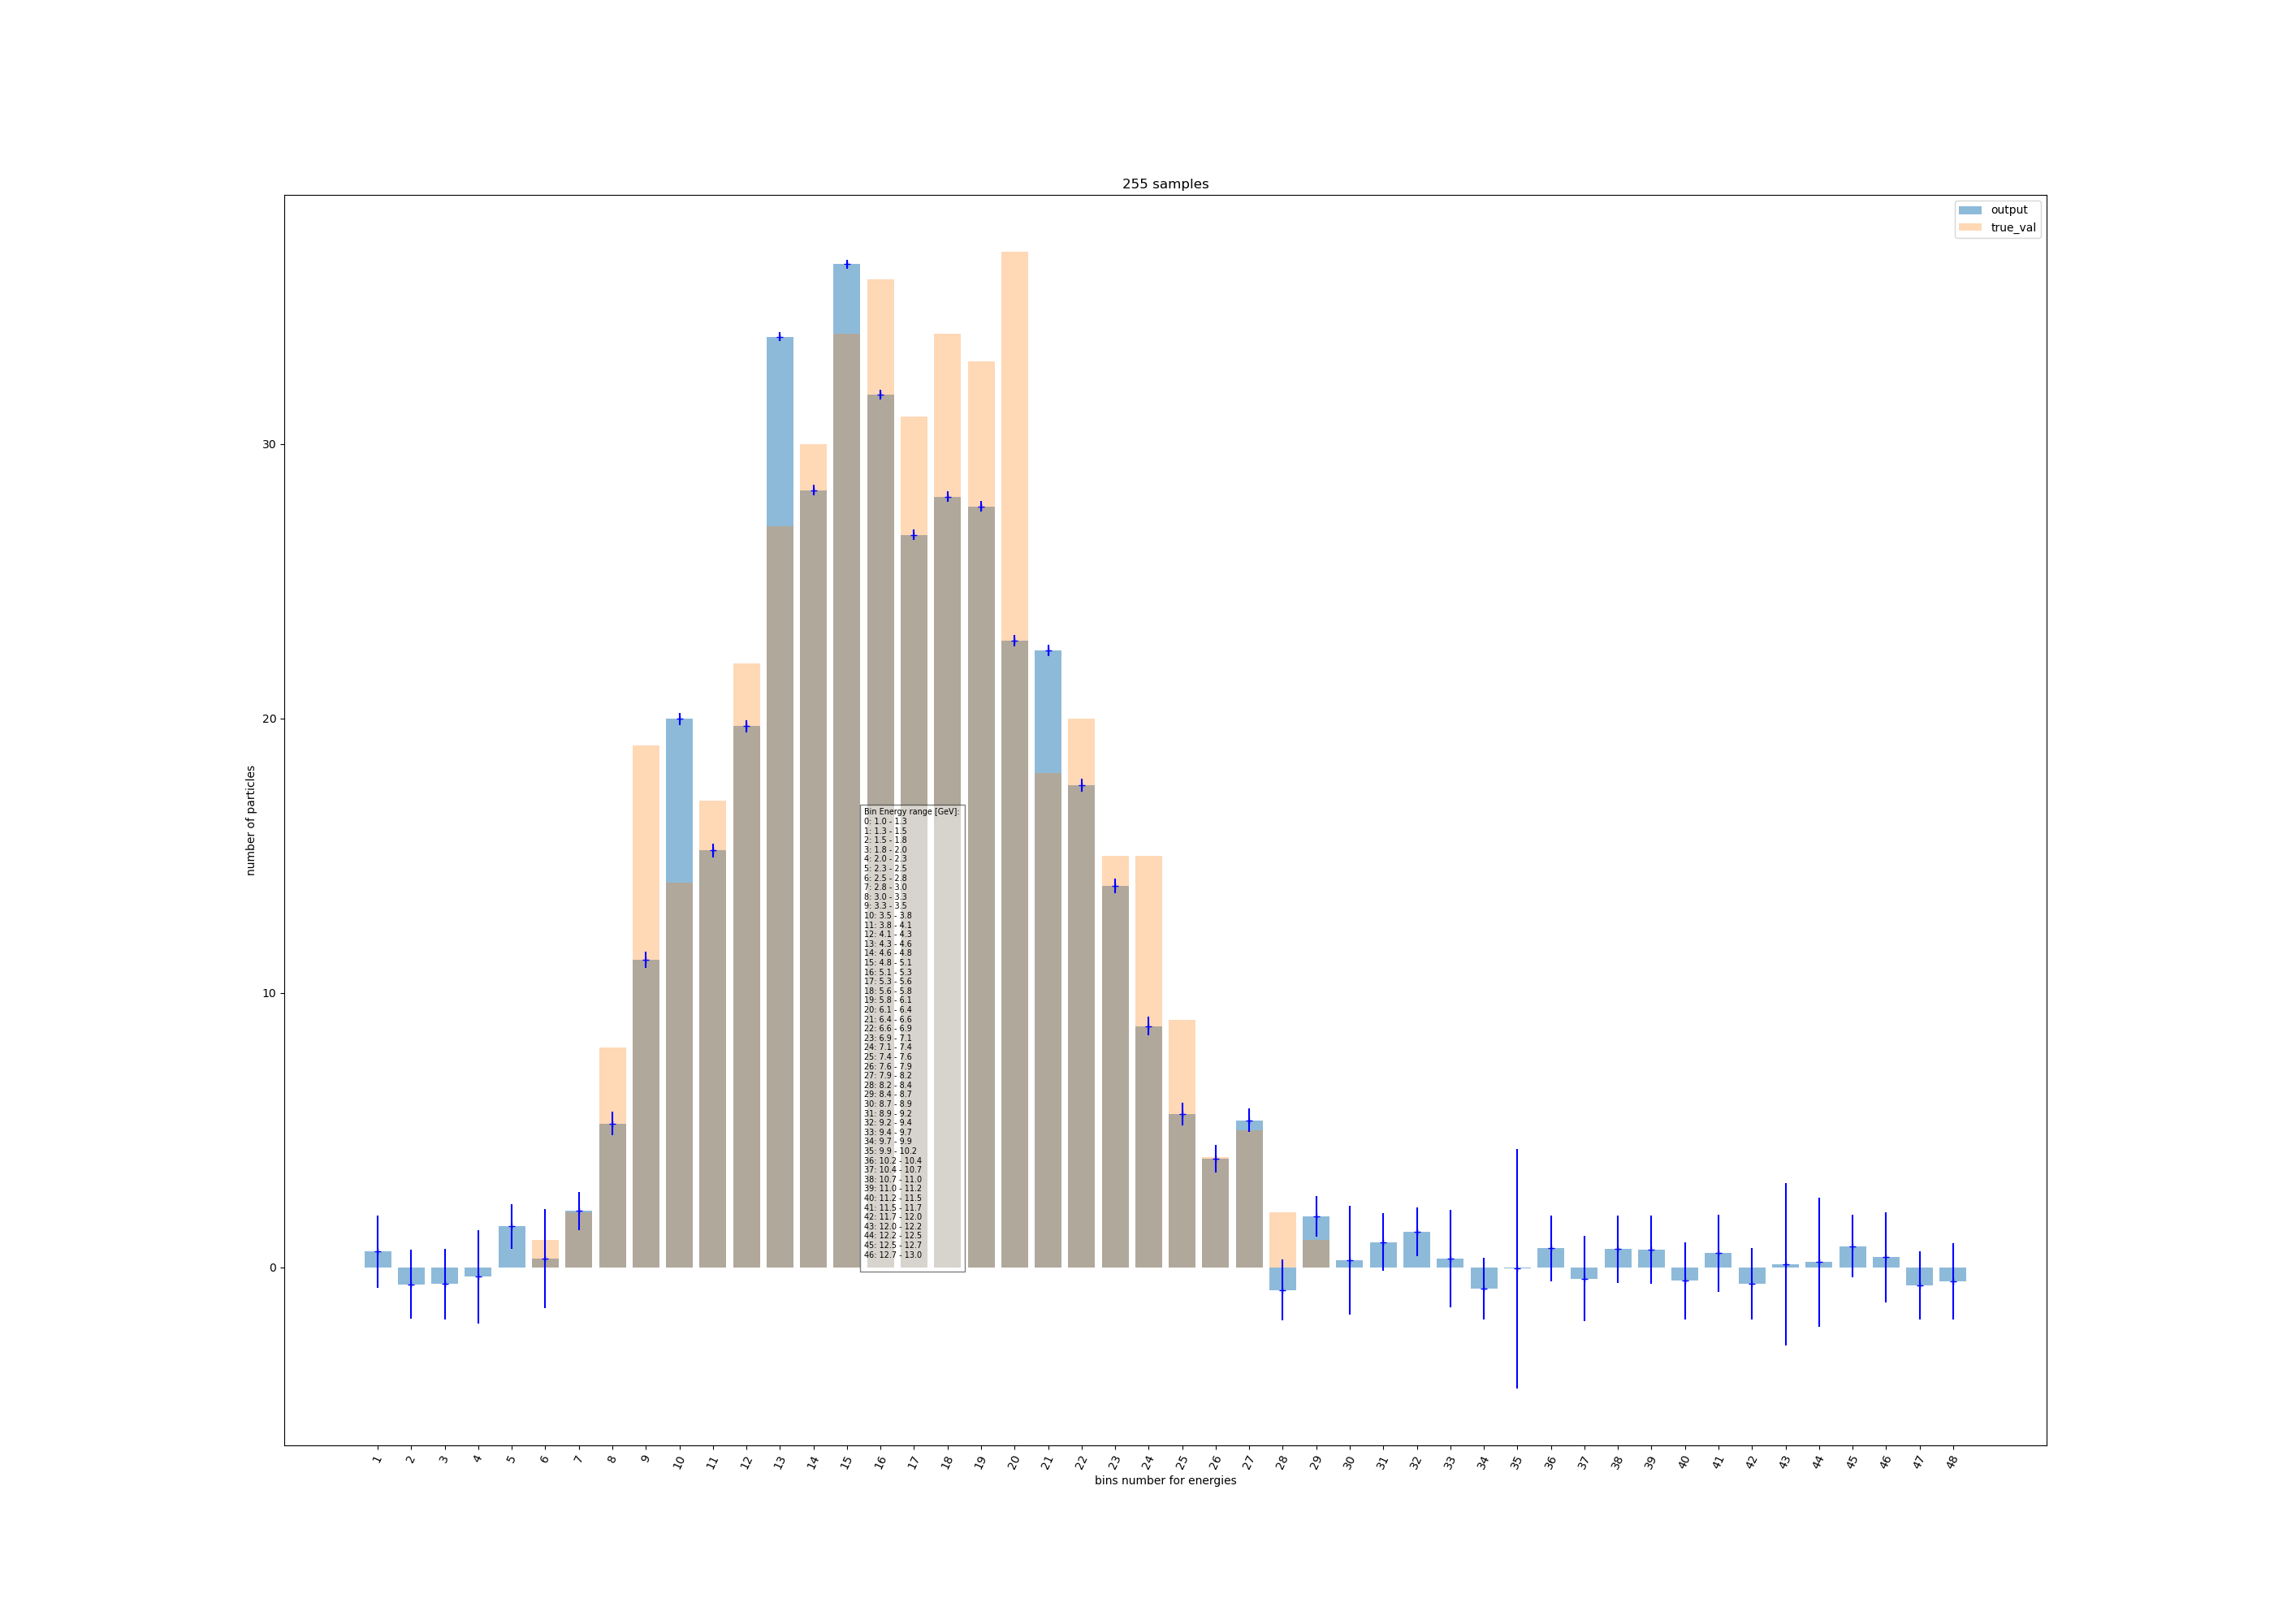 255 samples
output
true_val
30
20
10
0
number of particles
Bin Energy range [GeV]:
0: 1.0 - 1.3
1: 1.3 - 1.5
2: 1.5 - 1.8
3: 1.8 - 2.0
4: 2.0 - 2.3
5: 2.3 - 2.5
6: 2.5 - 2.8
7: 2.8 - 3.0
8: 3.0 - 3.3
9: 3.3 - 3.5
10: 3.5 - 3.8
11: 3.8 - 4.1
12: 4.1 - 4.3
13: 4.3 - 4.6
14: 4.6 - 4.8
15: 4.8 - 5.1
16: 5.1 - 5.3
17: 5.3 - 5.6
18: 5.6 - 5.8
19: 5.8 - 6.1
20: 6.1 - 6.4
21: 6.4 - 6.6
22: 6.6 - 6.9
23: 6.9 - 7.1
24: 7.1 - 7.4
25: 7.4 - 7.6
26: 7.6 - 7.9
27: 7.9 - 8.2
28: 8.2 - 8.4
29: 8.4 - 8.7
30: 8.7 - 8.9
31: 8.9 - 9.2
32: 9.2 - 9.4
33: 9.4 - 9.7
34: 9.7 - 9.9
35: 9.9 - 10.2
36: 10.2 - 10.4
37: 10.4 - 10.7
38: 10.7 - 11.0
39: 11.0 - 11.2
40: 11.2 - 11.5
41: 11.5 - 11.7
42: 11.7 - 12.0
43: 12.0 - 12.2
44: 12.2 - 12.5
45: 12.5 - 12.7
46: 12.7 - 13.0
1 2 3 4 5 6 7 8 9 10 11 12 13 14 15 16 17 18 19 20 21 22 23 24 25 26 27 28 29 30 31 32 33 34 35 36 37 38 39 40 41 42 43 44 45 46 47 48
bins number for energies